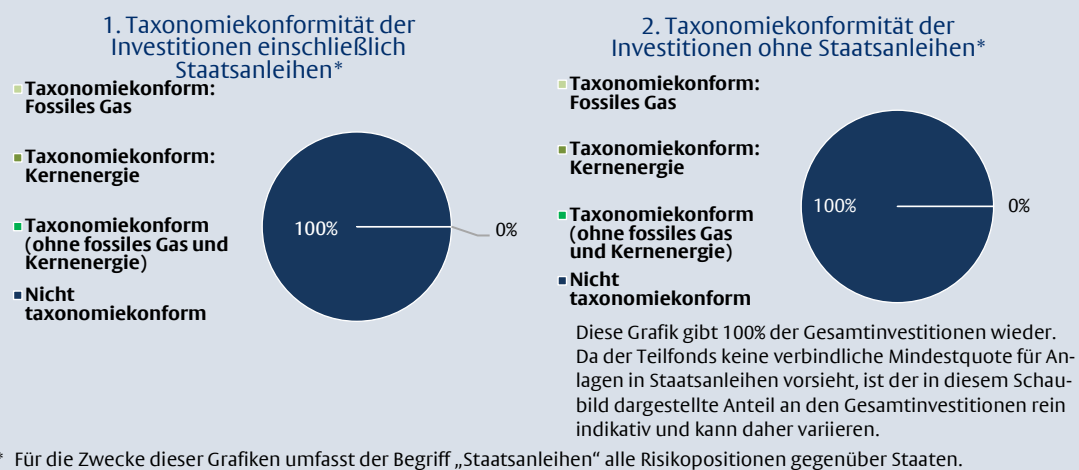 1. Taxonomiekonformität der
Investitionen einschließlich
Staatsanleihen*
Taxonomiekonform:
Fossiles Gas
Taxonomiekonform:
Kernenergie
Taxonomiekonform
(ohne fossiles Gas und
Kernenergie)
Nicht
taxonomiekonform
100%
0%
2. Taxonomiekonformität der
Investitionen ohne Staatsanleihen*
Taxonomiekonform:
Fossiles Gas
Taxonomiekonform:
Kernenergie
Taxonomiekonform
(ohne fossiles Gas
und Kernenergie)
Nicht
taxonomiekonform
100%
0%
Diese Grafik gibt 100% der Gesamtinvestitionen wieder.
Da der Teilfonds keine verbindliche Mindestquote für An-
lagen in Staatsanleihen vorsieht, ist der in diesem Schau-
bild dargestellte Anteil an den Gesamtinvestitionen rein
indikativ und kann daher variieren.
* Für die Zwecke dieser Grafiken umfasst der Begriff „Staatsanleihen“ alle Risikopositionen gegenüber Staaten.